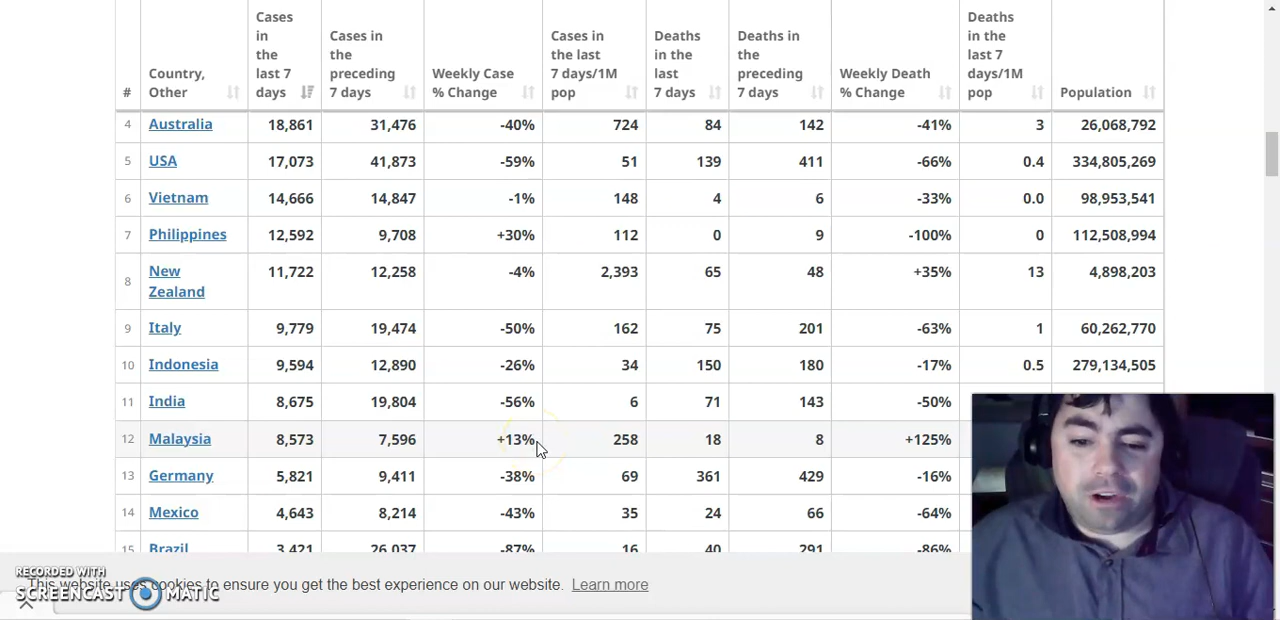 # Country, Other Cases in the last 7 days Cases in the preceding 7 days Weekly Case % Change Cases in the last 7 days/1M pop Deaths in the last 7 days Deaths in the preceding 7 days Weekly Death % Change Deaths in the last 7 days/1M pop Population
4 Australia 18,861 31,476 -40% 724 84 142 -41% 3 26,068,792
5 USA 17,073 41,873 -59% 51 139 411 -66% 0.4 334,805,269
6 Vietnam 14,666 14,847 -1% 148 4 6 -33% 0.0 98,953,541
7 Philippines 12,592 9,708 +30% 112 0 9 -100% 0 112,508,994
8 New Zealand 11,722 12,258 -4% 2,393 65 48 +35% 13 4,898,203
9 Italy 9,779 19,474 -50% 162 75 201 -63% 1 60,262,770
10 Indonesia 9,594 12,890 -26% 34 150 180 -17% 0.5 279,134,505
11 India 8,675 19,804 -56% 6 71 143 -50%
12 Malaysia 8,573 7,596 +13% 258 18 8 +125%
13 Germany 5,821 9,411 -38% 69 361 429 -16%
14 Mexico 4,643 8,214 -43% 35 24 66 -64%
15 Brazil 3,421 26,037 -87% 16 40 291 -86%
This website uses cookies to ensure you get the best experience on our website. Learn more
RECORDED WITH
SCREENCAST MATIC